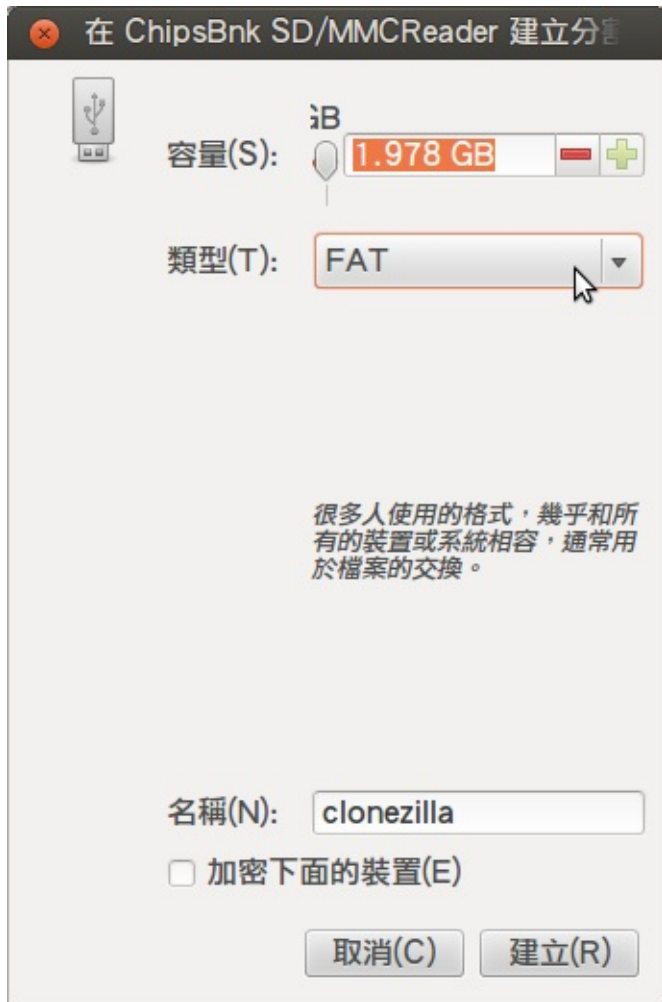 在 ChipsBnk SD/MMCReader 建立分
GB
容量(S): 1.978 GB
類型(T): FAT
很多人使用的格式，幾乎和所
有的裝置或系統相容，通常用
於檔案的交換。
名稱(N): clonezilla
加密下面的裝置(E)
取消(C) 建立(R)